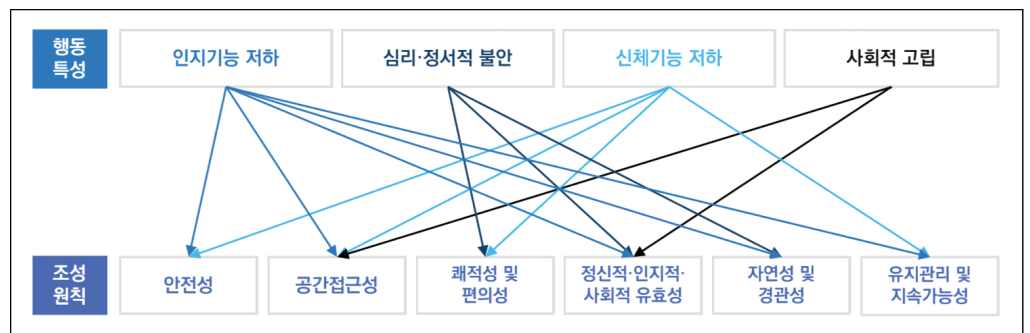 행동
특성
인지기능 저하
심리·정서적 불안
신체기능 저하
사회적 고립
조성
원칙
안전성
공간접근성
쾌적성 및
편의성
정신적·인지적·
사회적 유효성
자연성 및
경관성
유지관리 및
지속가능성